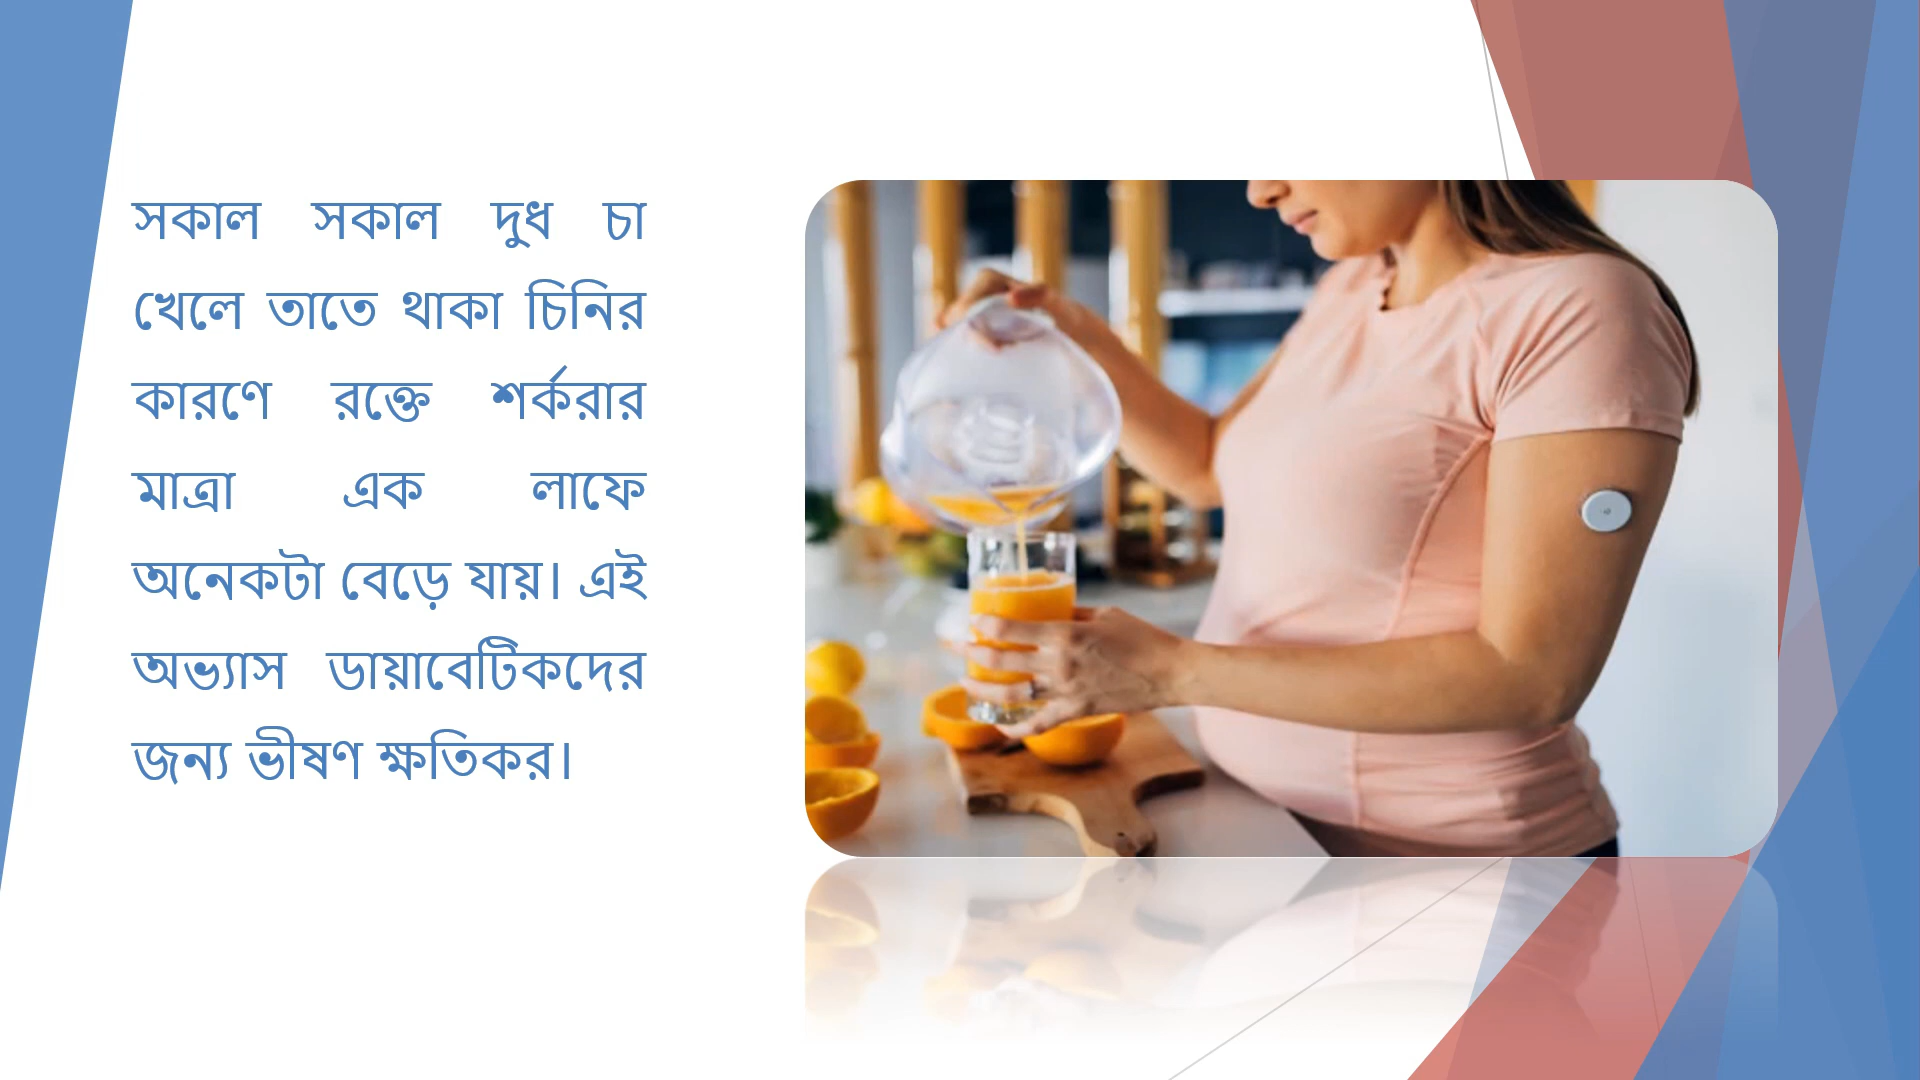 সকাল সকাল দুধ চা
খেলে তাতে থাকা চিনির
কারণে রক্তে শর্করার
মাত্রা এক লাফে
অনেকটা বেড়ে যায়। এই
অভ্যাস ডায়াবেটিকদের
জন্য ভীষণ ক্ষতিকর।